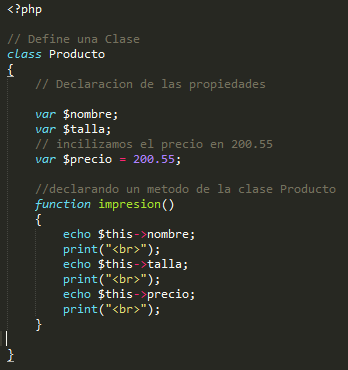 <?php
// Define una Clase
class Producto
{
// Declaracion de las propiedades
var $nombre;
var $talla;
// incilizamos el precio en 200.55
var $precio = 200.55;
//declarando un metodo de la clase Producto
function impresion()
{
echo $this->nombre;
print("<br>");
echo $this->talla;
print("<br>");
echo $this->precio;
print("<br>");
}
}